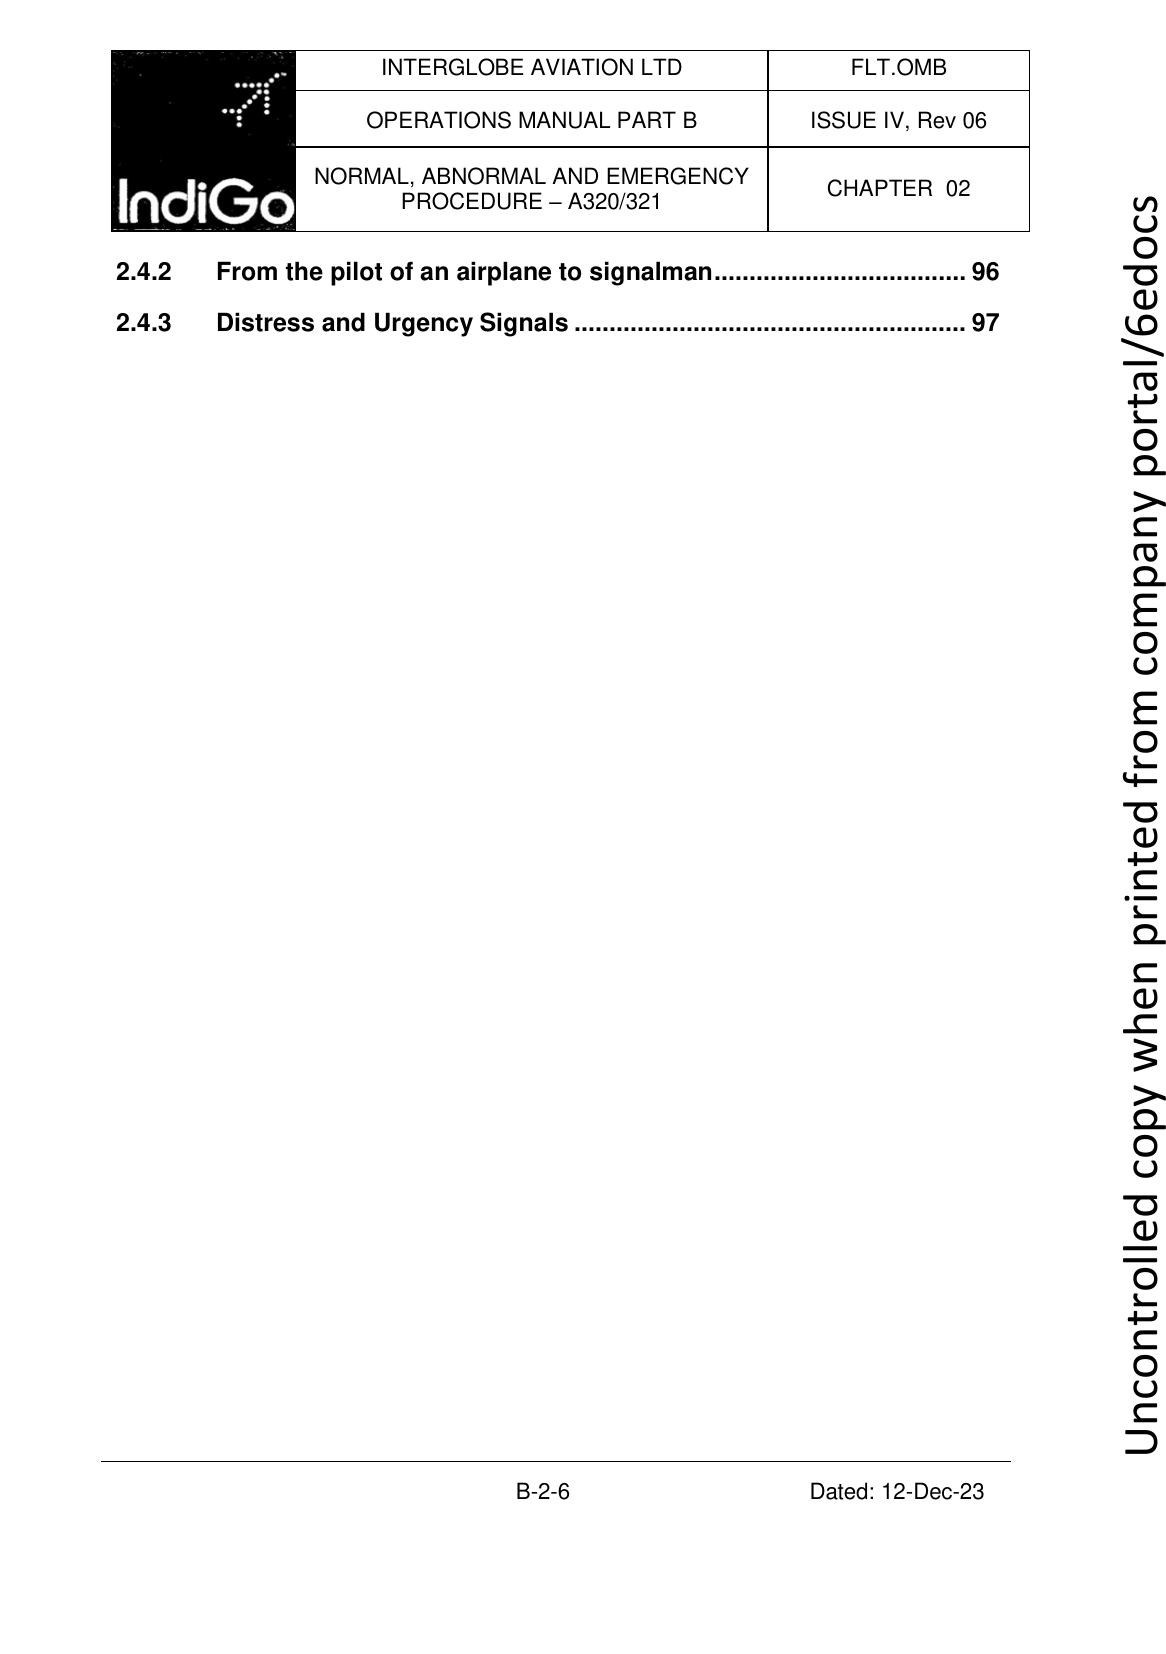 INTERGLOBE AVIATION LTD
FLT.OMB
OPERATIONS MANUAL PART B
ISSUE IV, Rev 06
NORMAL, ABNORMAL AND EMERGENCY
PROCEDURE – A320/321
CHAPTER 02
IndiGo
2.4.2 From the pilot of an airplane to signalman.................................... 96
2.4.3 Distress and Urgency Signals ........................................................ 97
Uncontrolled copy when printed from company portal/6edocs
B-2-6 Dated: 12-Dec-23